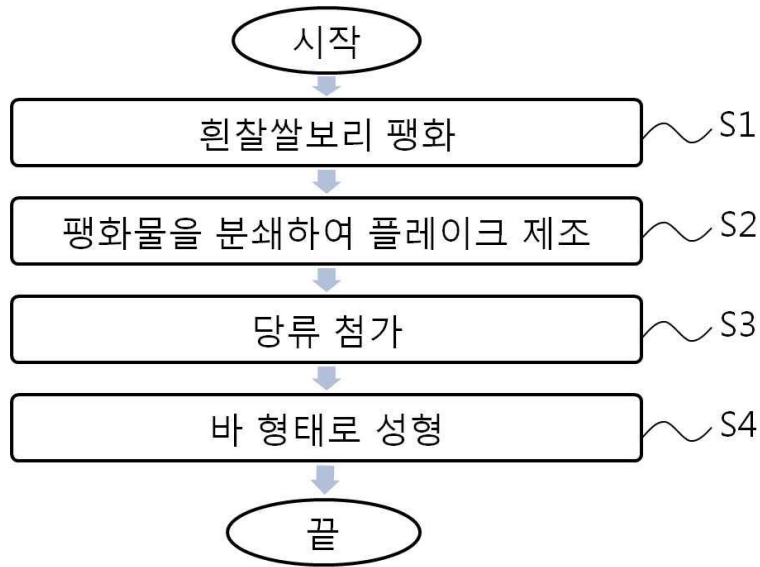 시작
흰찰쌀보리 팽화
S1
팽화물을 분쇄하여 플레이크 제조
S2
당류 첨가
S3
바 형태로 성형
S4
끝